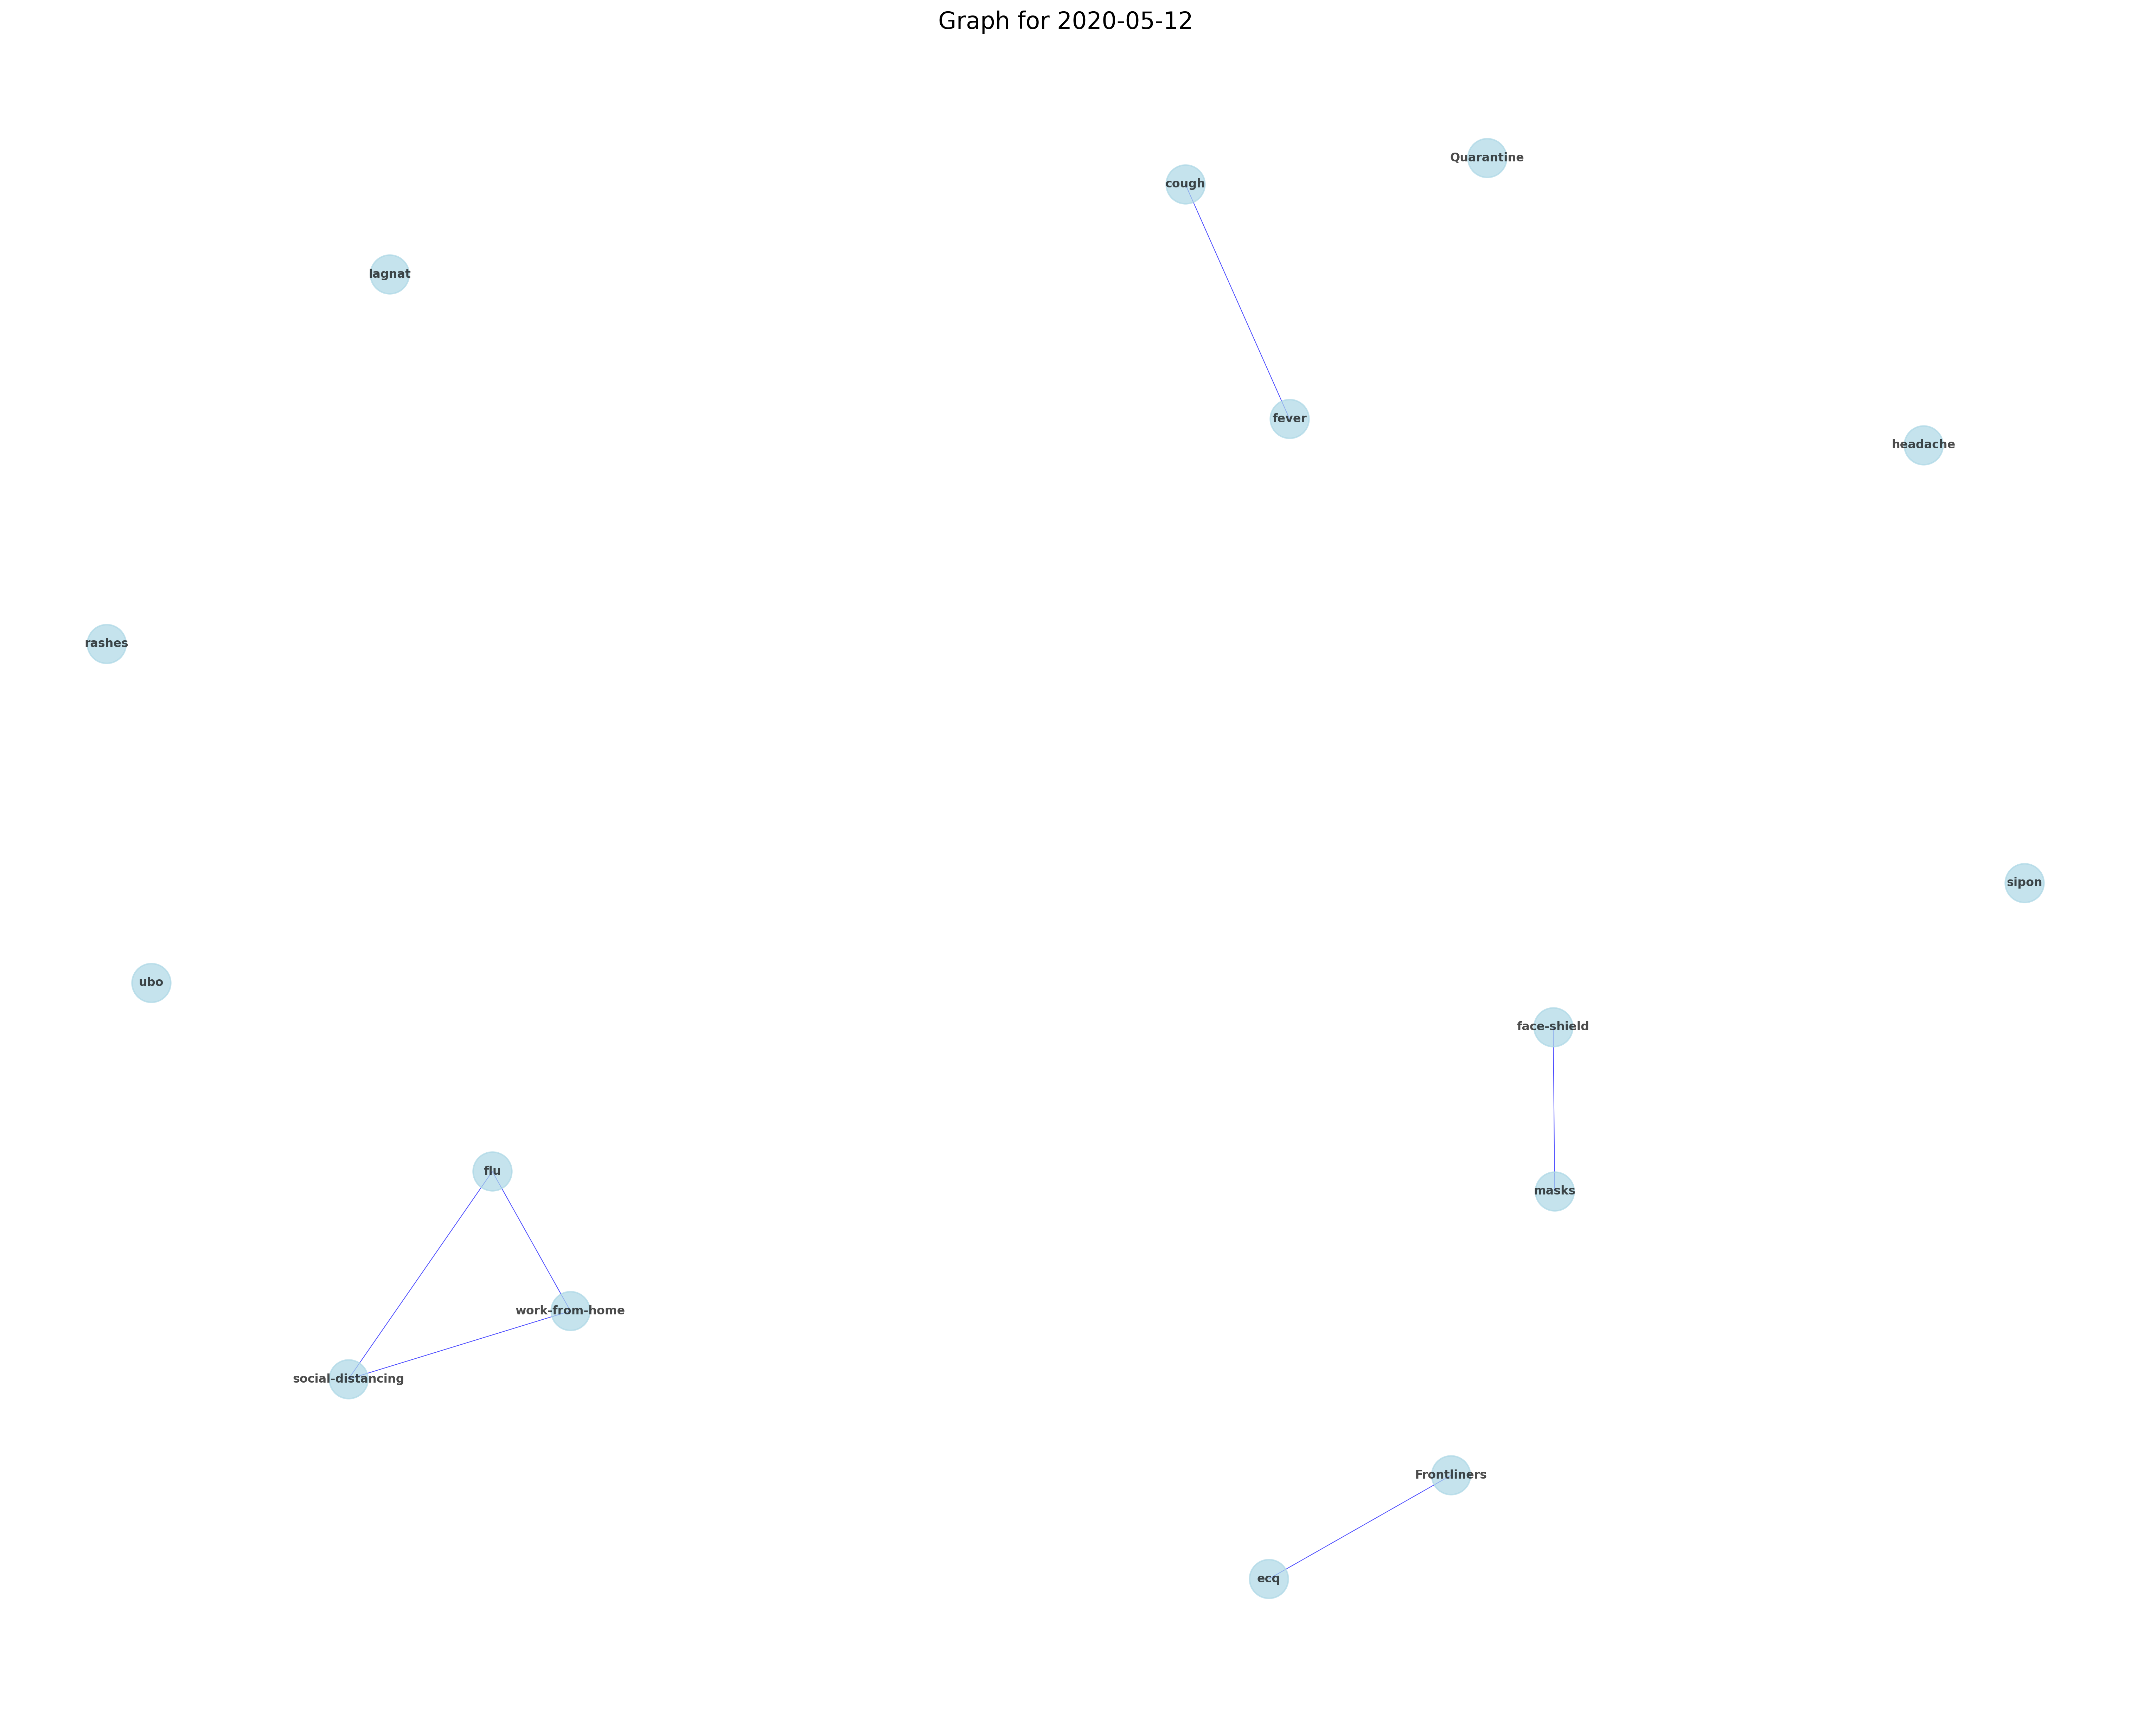 Graph for 2020-05-12
Quarantine
cough
lagnat
fever
headache
rashes
sipon
ubo
face-shield
flu
masks
work-from-home
social-distancing
Frontliners
ecq